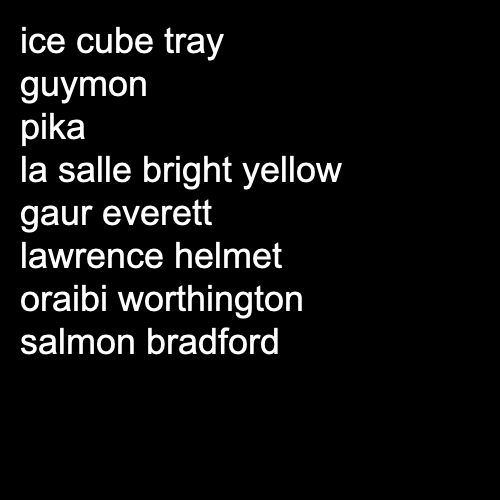 ice cube tray
guymon
pika
la salle bright yellow
gaur everett
lawrence helmet
oraibi worthington
salmon bradford